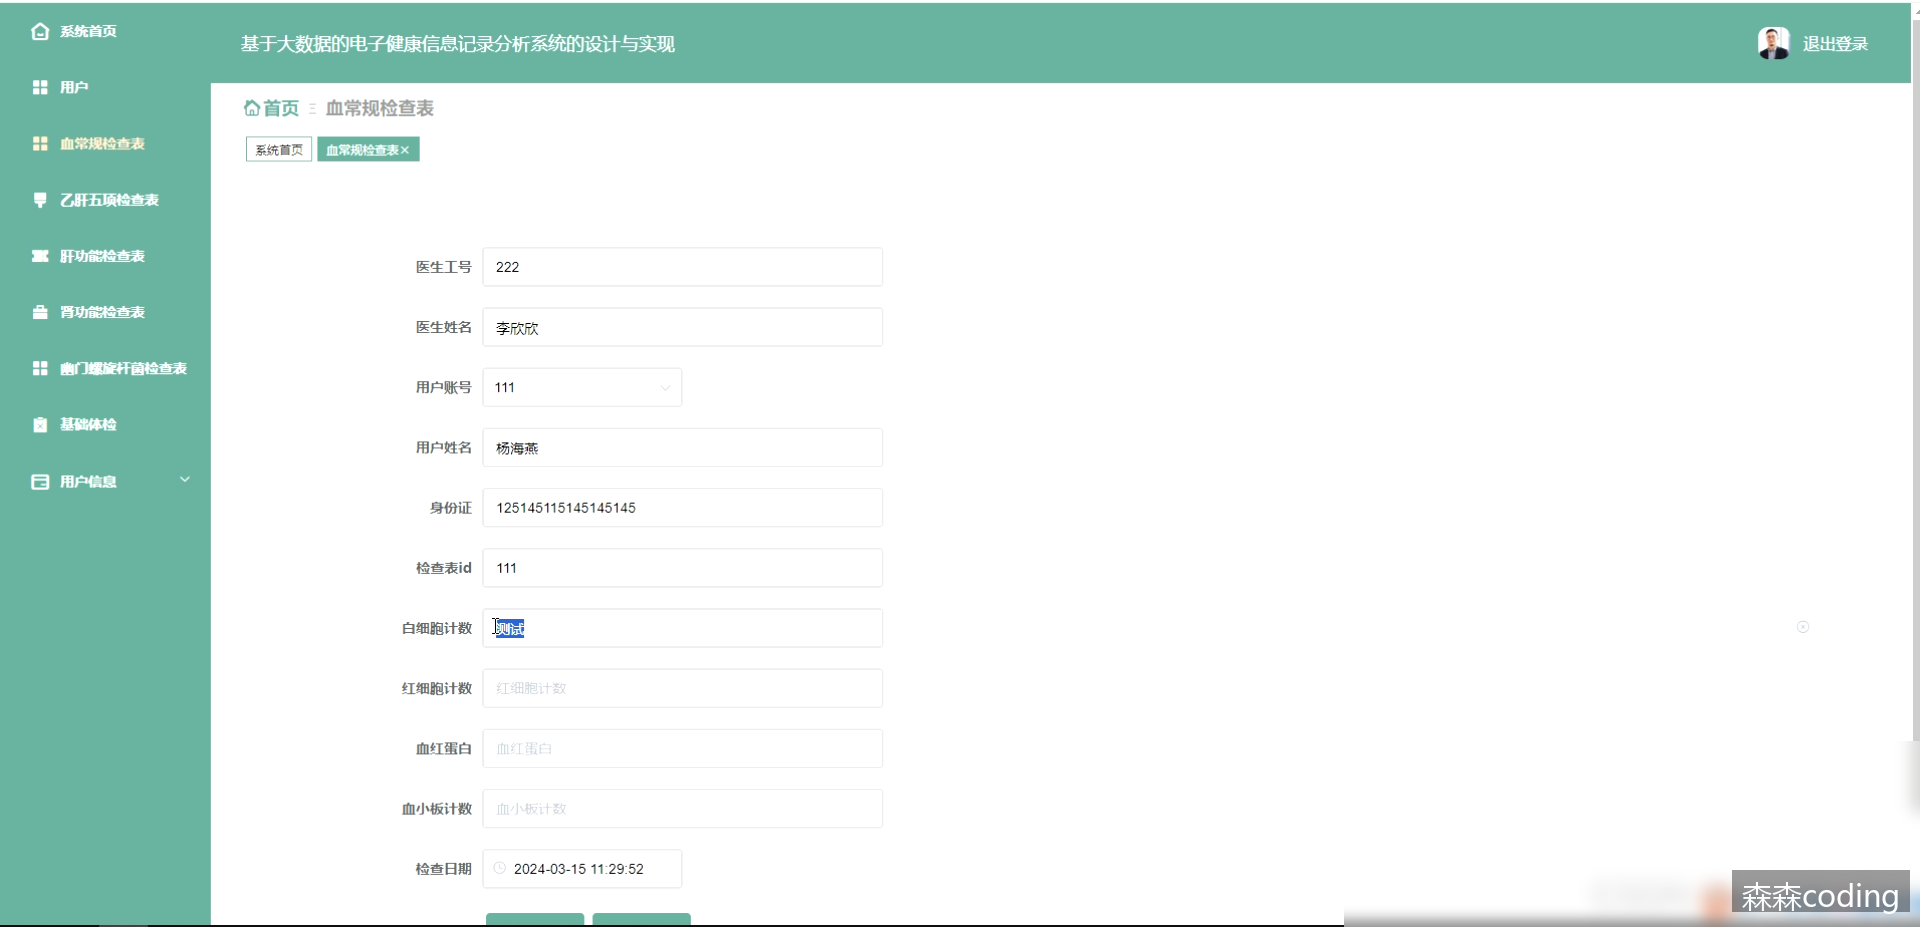 系统首页
用户
血常规检查表
乙肝五项检查表
肝功能检查表
肾功能检查表
幽门螺旋杆菌检查表
基础体检
用户信息
基于大数据的电子健康信息记录分析系统的设计与实现
退出登录
首页 Ξ 血常规检查表
系统首页 血常规检查表×
医生工号 222
医生姓名 李欣欣
用户账号 111
用户姓名 杨海燕
身份证 125145115145145145
检查表id 111
白细胞计数 测试
红细胞计数 红细胞计数
血红蛋白 血红蛋白
血小板计数 血小板计数
检查日期 2024-03-15 11:29:52
森森coding